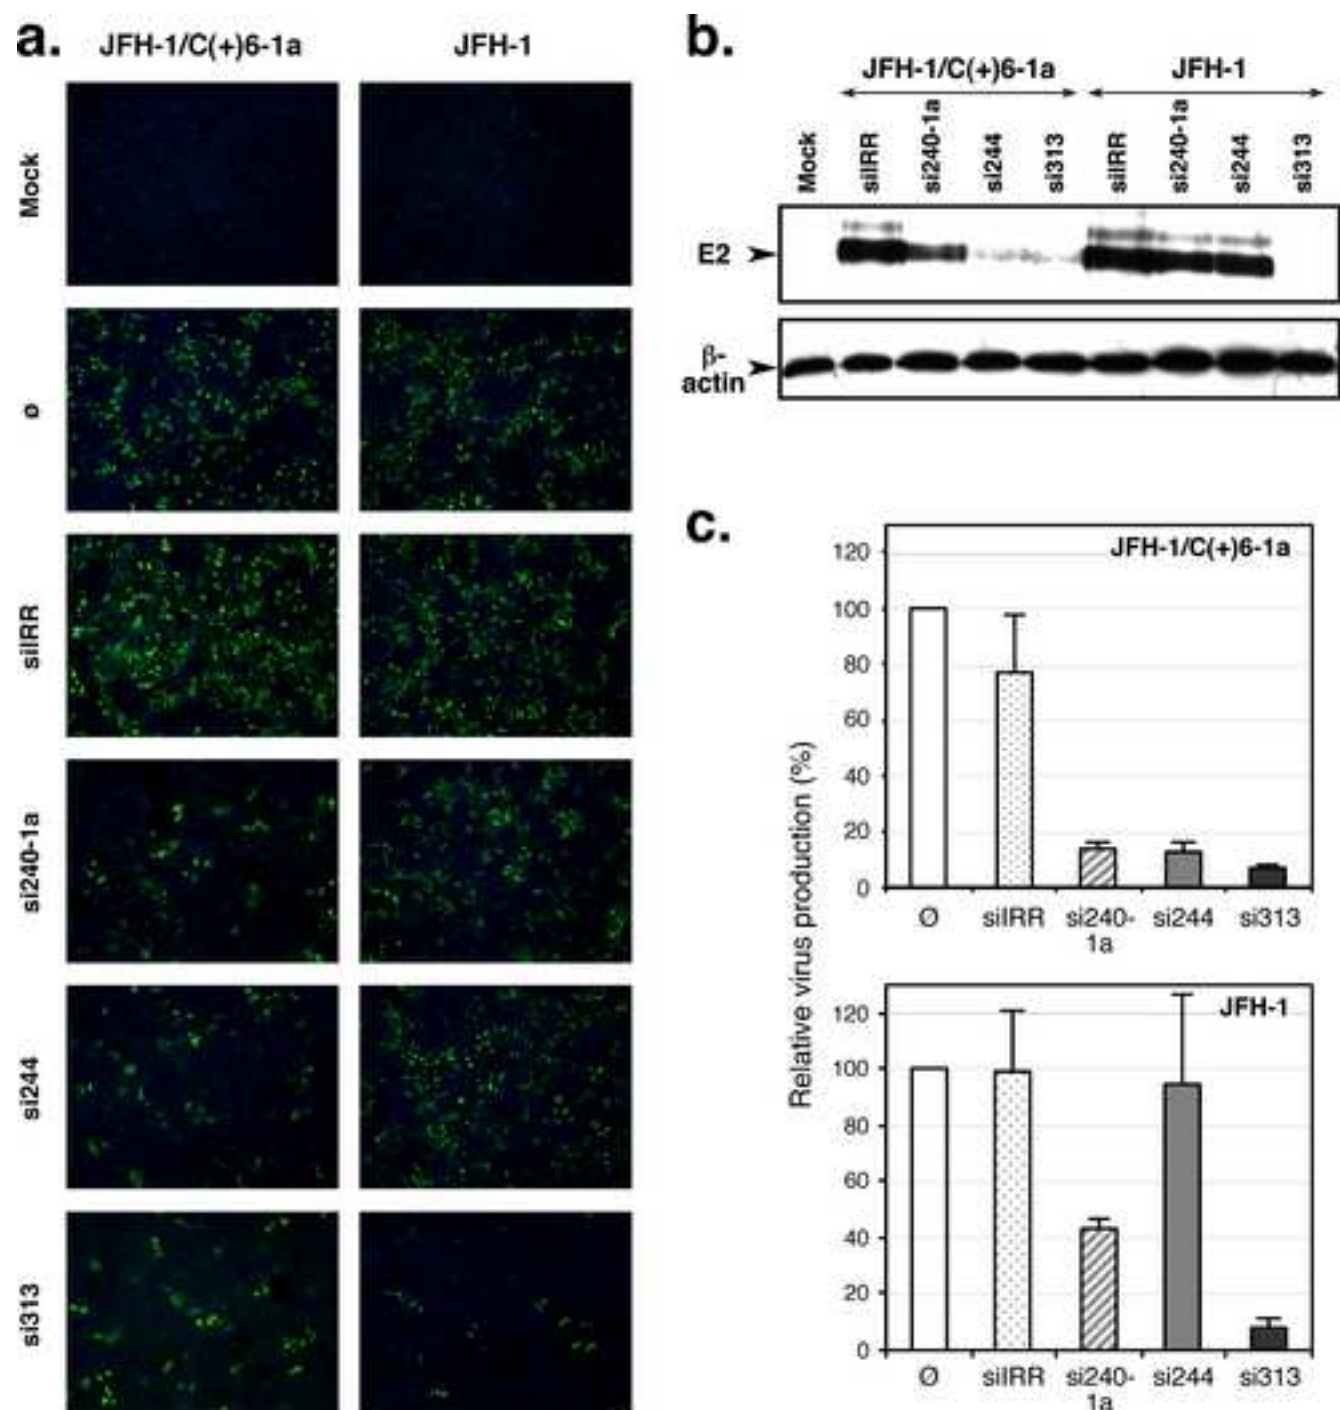 a.
JFH-1/C(+)6-1a
JFH-1
Mock
ø
siIRR
si240-1a
si244
si313
b.
JFH-1/C(+)6-1a
JFH-1
Mock
siIRR
si240-1a
si244
si313
siIRR
si240-1a
si244
si313
E2
β-
actin
c.
Relative virus production (%)
JFH-1/C(+)6-1a
120
100
80
60
40
20
0
Ø
siIRR
si240-
1a
si244
si313
JFH-1
120
100
80
60
40
20
0
Ø
siIRR
si240-
1a
si244
si313